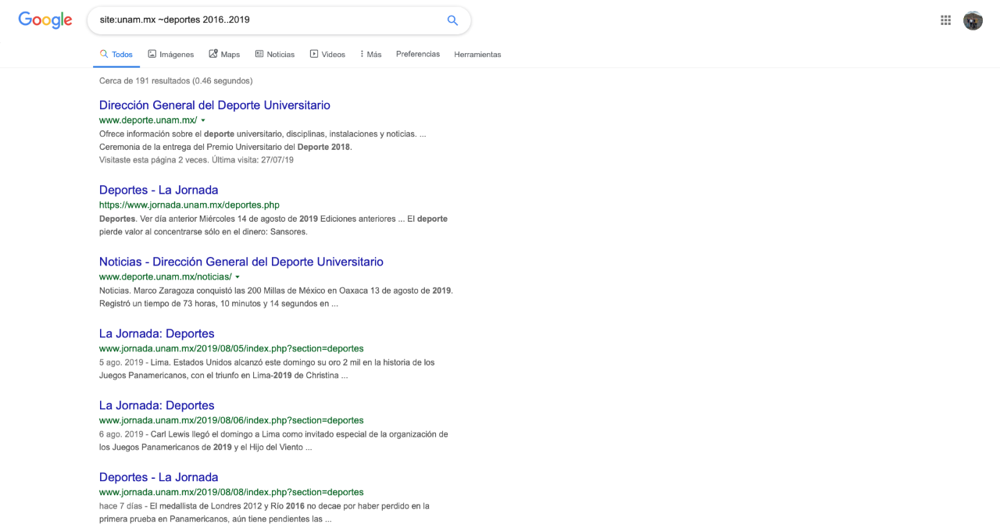 Google
site:unam.mx ~deportes 2016..2019
Todos Imágenes Maps Noticias Videos Más Preferencias Herramientas
Cerca de 191 resultados (0.46 segundos)
Dirección General del Deporte Universitario
www.deporte.unam.mx/
Ofrece información sobre el deporte universitario, disciplinas, instalaciones y noticias. ...
Ceremonia de la entrega del Premio Universitario del Deporte 2018.
Visitaste esta página 2 veces. Última visita: 27/07/19
Deportes - La Jornada
https://www.jornada.unam.mx/deportes.php
Deportes. Ver día anterior Miércoles 14 de agosto de 2019 Ediciones anteriores ... El deporte
pierde valor al concentrarse sólo en el dinero: Sansores.
Noticias - Dirección General del Deporte Universitario
www.deporte.unam.mx/noticias/
Noticias. Marco Zaragoza conquistó las 200 Millas de México en Oaxaca 13 de agosto de 2019.
Registró un tiempo de 73 horas, 10 minutos y 14 segundos en ...
La Jornada: Deportes
www.jornada.unam.mx/2019/08/05/index.php?section=deportes
5 ago. 2019 - Lima. Estados Unidos alcanzó este domingo su oro 2 mil en la historia de los
Juegos Panamericanos, con el triunfo en Lima-2019 de Christina ...
La Jornada: Deportes
www.jornada.unam.mx/2019/08/06/index.php?section=deportes
6 ago. 2019 - Carl Lewis llegó el domingo a Lima como invitado especial de la organización de
los Juegos Panamericanos de 2019 y el Hijo del Viento ...
Deportes - La Jornada
www.jornada.unam.mx/2019/08/08/index.php?section=deportes
hace 7 días - El medallista de Londres 2012 y Río 2016 no decae por haber perdido en la
primera prueba en Panamericanos, aún tiene pendientes las ...